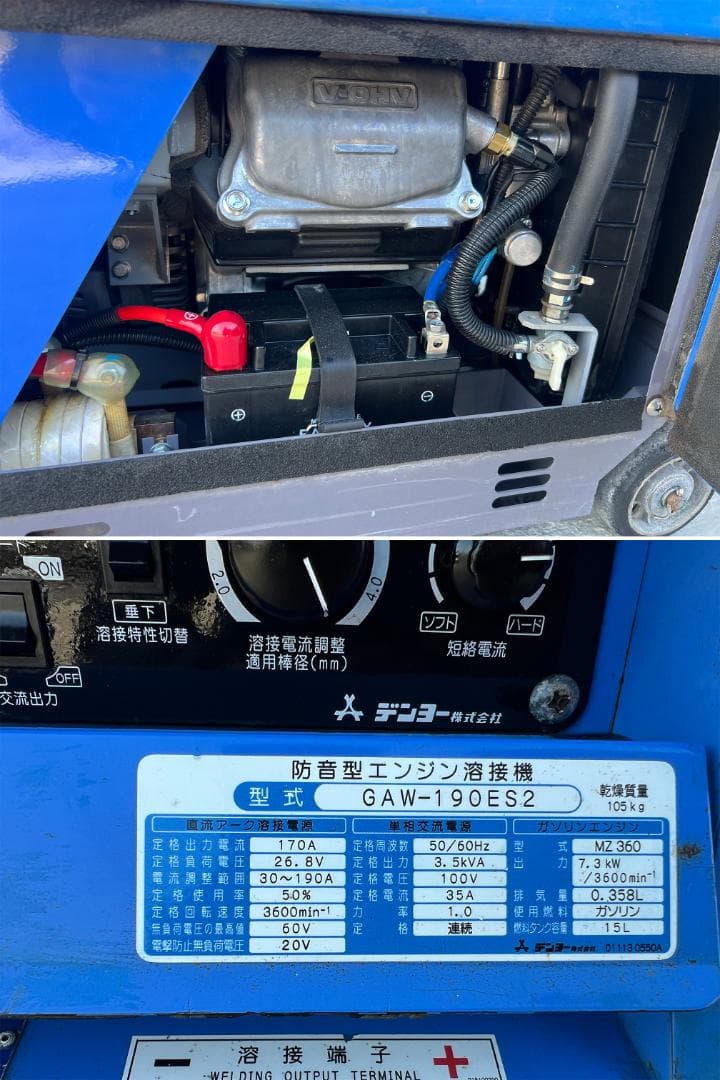 V-OHV
ON
垂下
溶接特性切替
OFF
交流出力
2.0
4.0
溶接電流調整
適用棒径(mm)
ソフト
ハード
短絡電流
デンヨー株式会社
防音型エンジン溶接機
型式 GAW-190ES2
乾燥質量
105kg
直流アーク溶接電源
定格出力電流 170A
定格負荷電圧 26.8V
電流調整範囲 30～190A
定格使用率 50%
定格回転速度 3600min⁻¹
無負荷電圧の最高値 60V
電撃防止無負荷電圧 20V
単相交流電源
定格周波数 50/60Hz
定格出力 3.5kVA
定格電圧 100V
定格電流 35A
力率 1.0
定格 連続
ガソリンエンジン
型式 MZ360
出力 7.3kW
/3600min⁻¹
排気量 0.358L
使用燃料 ガソリン
燃料タンク容量 15L
デンヨー株式会社 D11130550A
− 溶接端子 +
WELDING OUTPUT TERMINAL